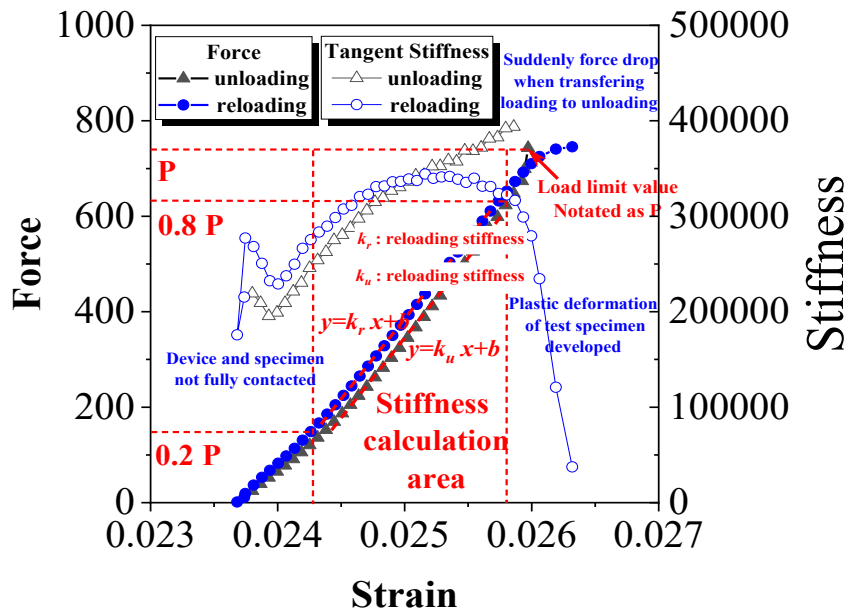 1000
800
600
400
200
0
Force
500000
400000
300000
200000
100000
0
Stiffness
0.023
0.024
0.025
0.026
0.027
Strain
Force
unloading
reloading
Tangent Stiffness
unloading
reloading
Suddenly force drop
when transfering
loading to unloading
P
0.8 P
0.2 P
Load limit value
Notated as P
k_r : reloading stiffness
k_u : reloading stiffness
y=k_r x+b
y=k_u x+b
Device and specimen
not fully contacted
Plastic deformation
of test specimen
developed
Stiffness
calculation
area